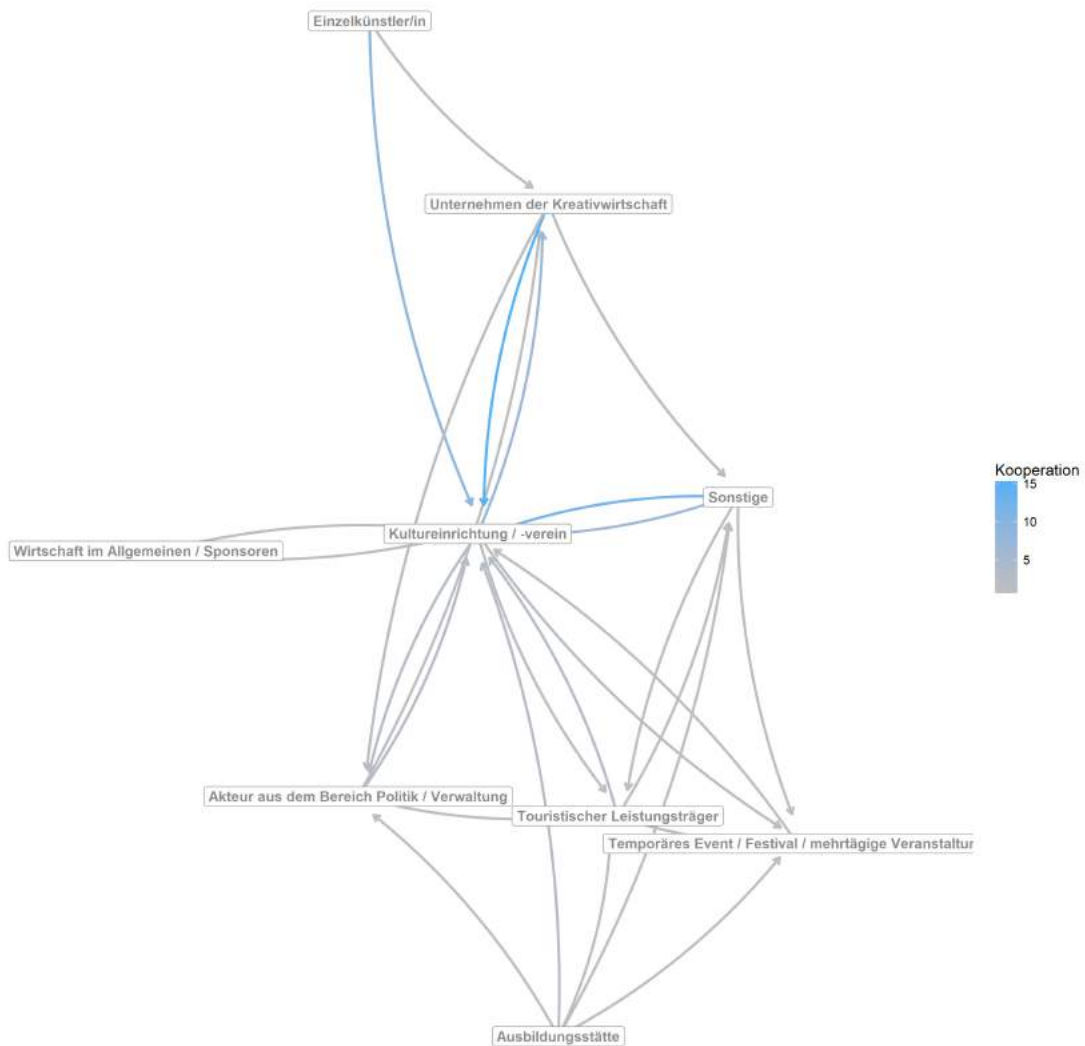 Einzelkünstler/in
Unternehmen der Kreativwirtschaft
Kooperation
15
10
5
Sonstige
Kultureinrichtung / -verein
Wirtschaft im Allgemeinen / Sponsoren
Akteur aus dem Bereich Politik / Verwaltung
Touristischer Leistungsträger
Temporäres Event / Festival / mehrtägige Veranstaltun
Ausbildungsstätte